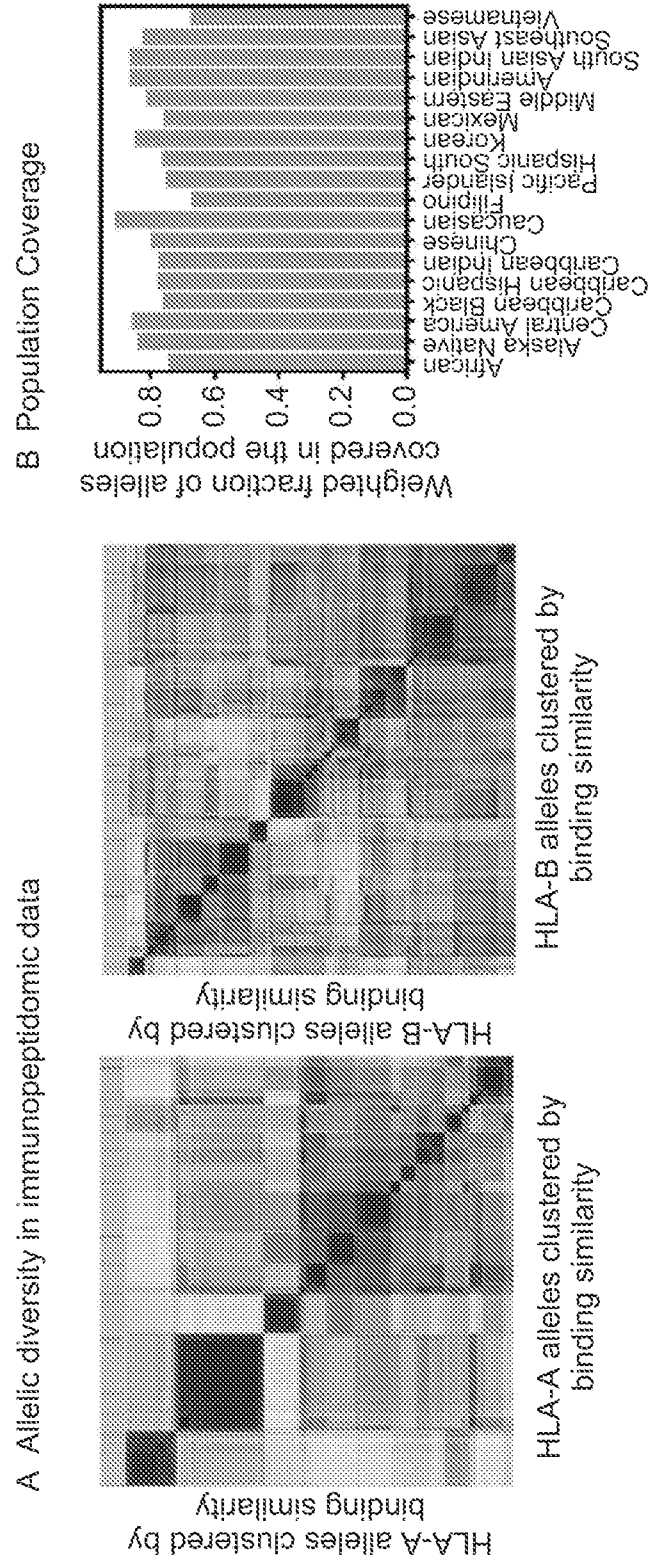 A Allelic diversity in immunopeptidomic data
HLA-A alleles clustered by
binding similarity
HLA-A alleles clustered by
binding similarity
HLA-B alleles clustered by
binding similarity
HLA-B alleles clustered by
binding similarity
B Population Coverage
Weighted fraction of alleles
covered in the population
0.8
0.6
0.4
0.2
0.0
African
Alaska Native
Central America
Caribbean Black
Caribbean Hispanic
Caribbean Indian
Chinese
Caucasian
Filipino
Pacific Islander
Hispanic South
Korean
Mexican
Middle Eastern
Amerindian
South Asian Indian
Southeast Asian
Vietnamese